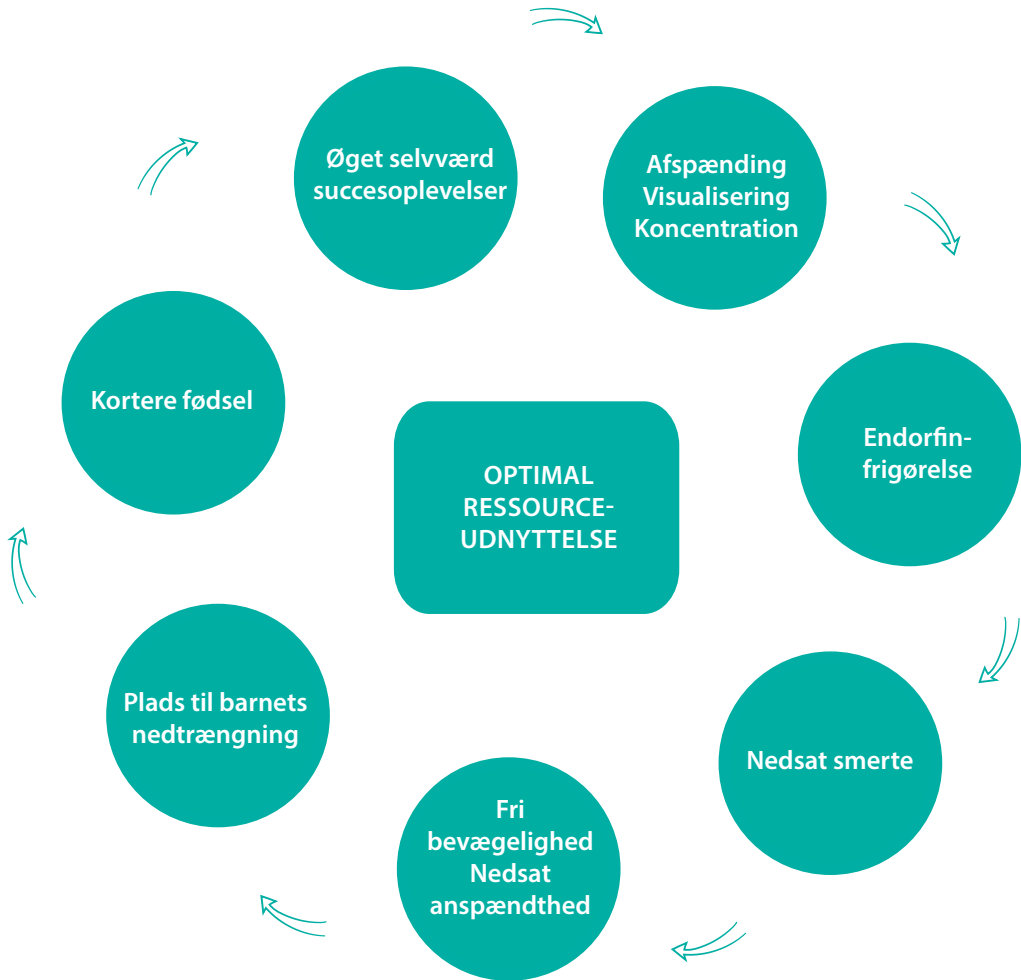 Øget selvværd
succesoplevelser
Afspænding
Visualisering
Koncentration
Endorfin-
frigørelse
Nedsat smerte
Fri
bevægelighed
Nedsat
anspændthed
Plads til barnets
nedtrængning
Kortere fødsel
OPTIMAL
RESSOURCE-
UDNYTTELSE